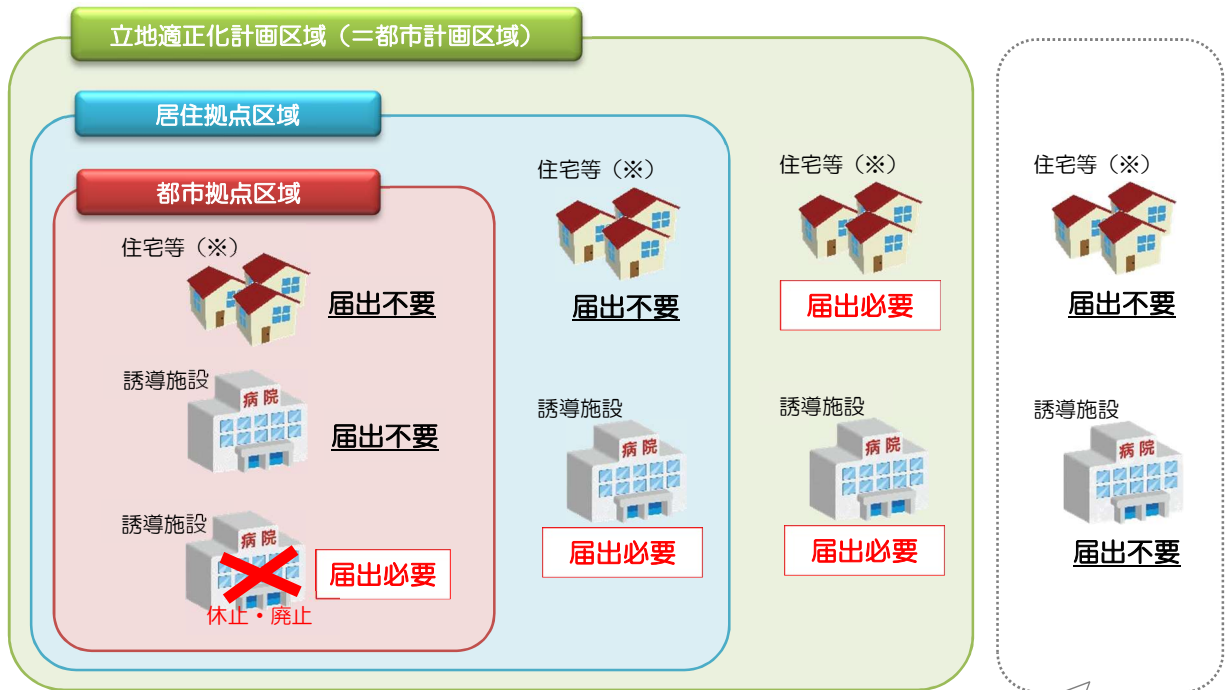 立地適正化計画区域（＝都市計画区域）
居住拠点区域
都市拠点区域
住宅等（※）
届出不要
誘導施設
病院
届出不要
誘導施設
病院
休止・廃止
届出必要
住宅等（※）
届出不要
誘導施設
病院
届出必要
住宅等（※）
届出必要
誘導施設
病院
届出必要
住宅等（※）
届出不要
誘導施設
病院
届出不要